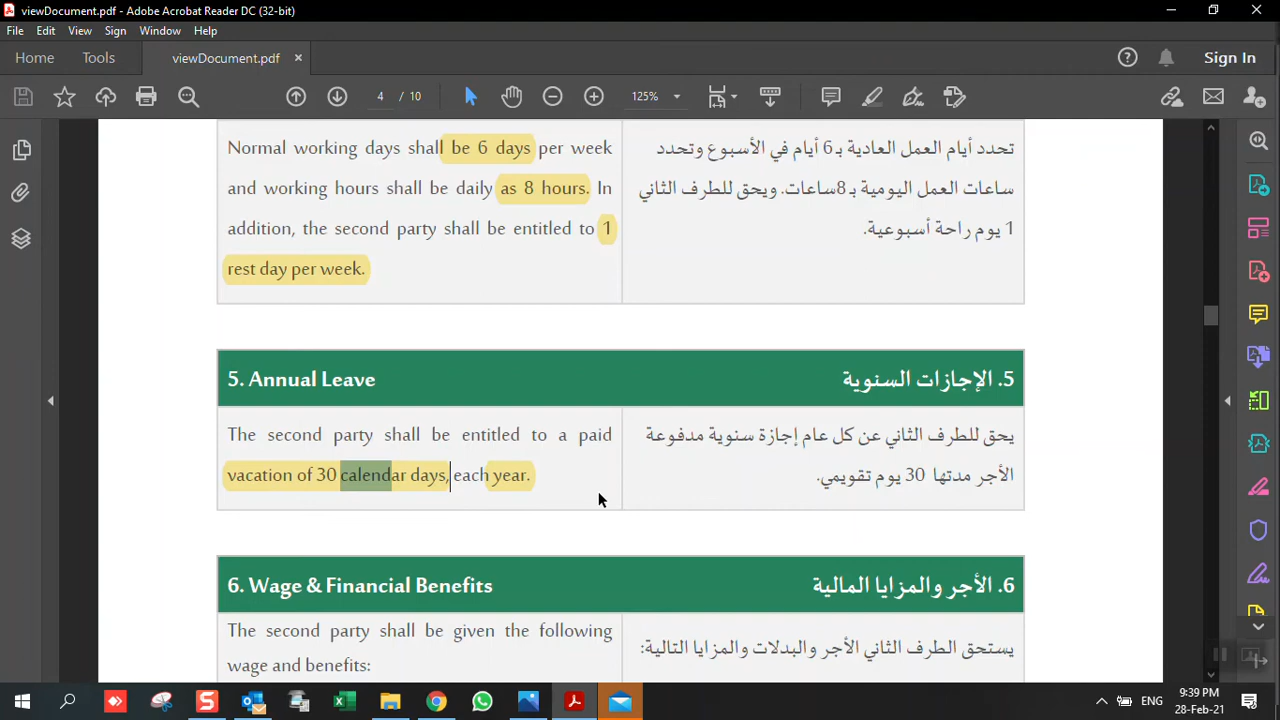 viewDocument.pdf - Adobe Acrobat Reader DC (32-bit)
File Edit View Sign Window Help
Home Tools viewDocument.pdf × Sign In
4 / 10 125%
Normal working days shall be 6 days per week
and working hours shall be daily as 8 hours. In
addition, the second party shall be entitled to 1
rest day per week.
تحدد أيام العمل العادية بـ 6 أيام في الأسبوع وتحدد
ساعات العمل اليومية بـ 8ساعات. ويحق للطرف الثاني
1 يوم راحة أسبوعية.
5. Annual Leave
5. الإجازات السنوية
The second party shall be entitled to a paid
vacation of 30 calendar days, each year.
يحق للطرف الثاني عن كل عام إجازة سنوية مدفوعة
الأجر مدتها 30 يوم تقويمي.
6. Wage & Financial Benefits
6. الأجر والمزايا المالية
The second party shall be given the following
wage and benefits:
يستحق الطرف الثاني الأجر والبدلات والمزايا التالية:
ENG
9:39 PM
28-Feb-21